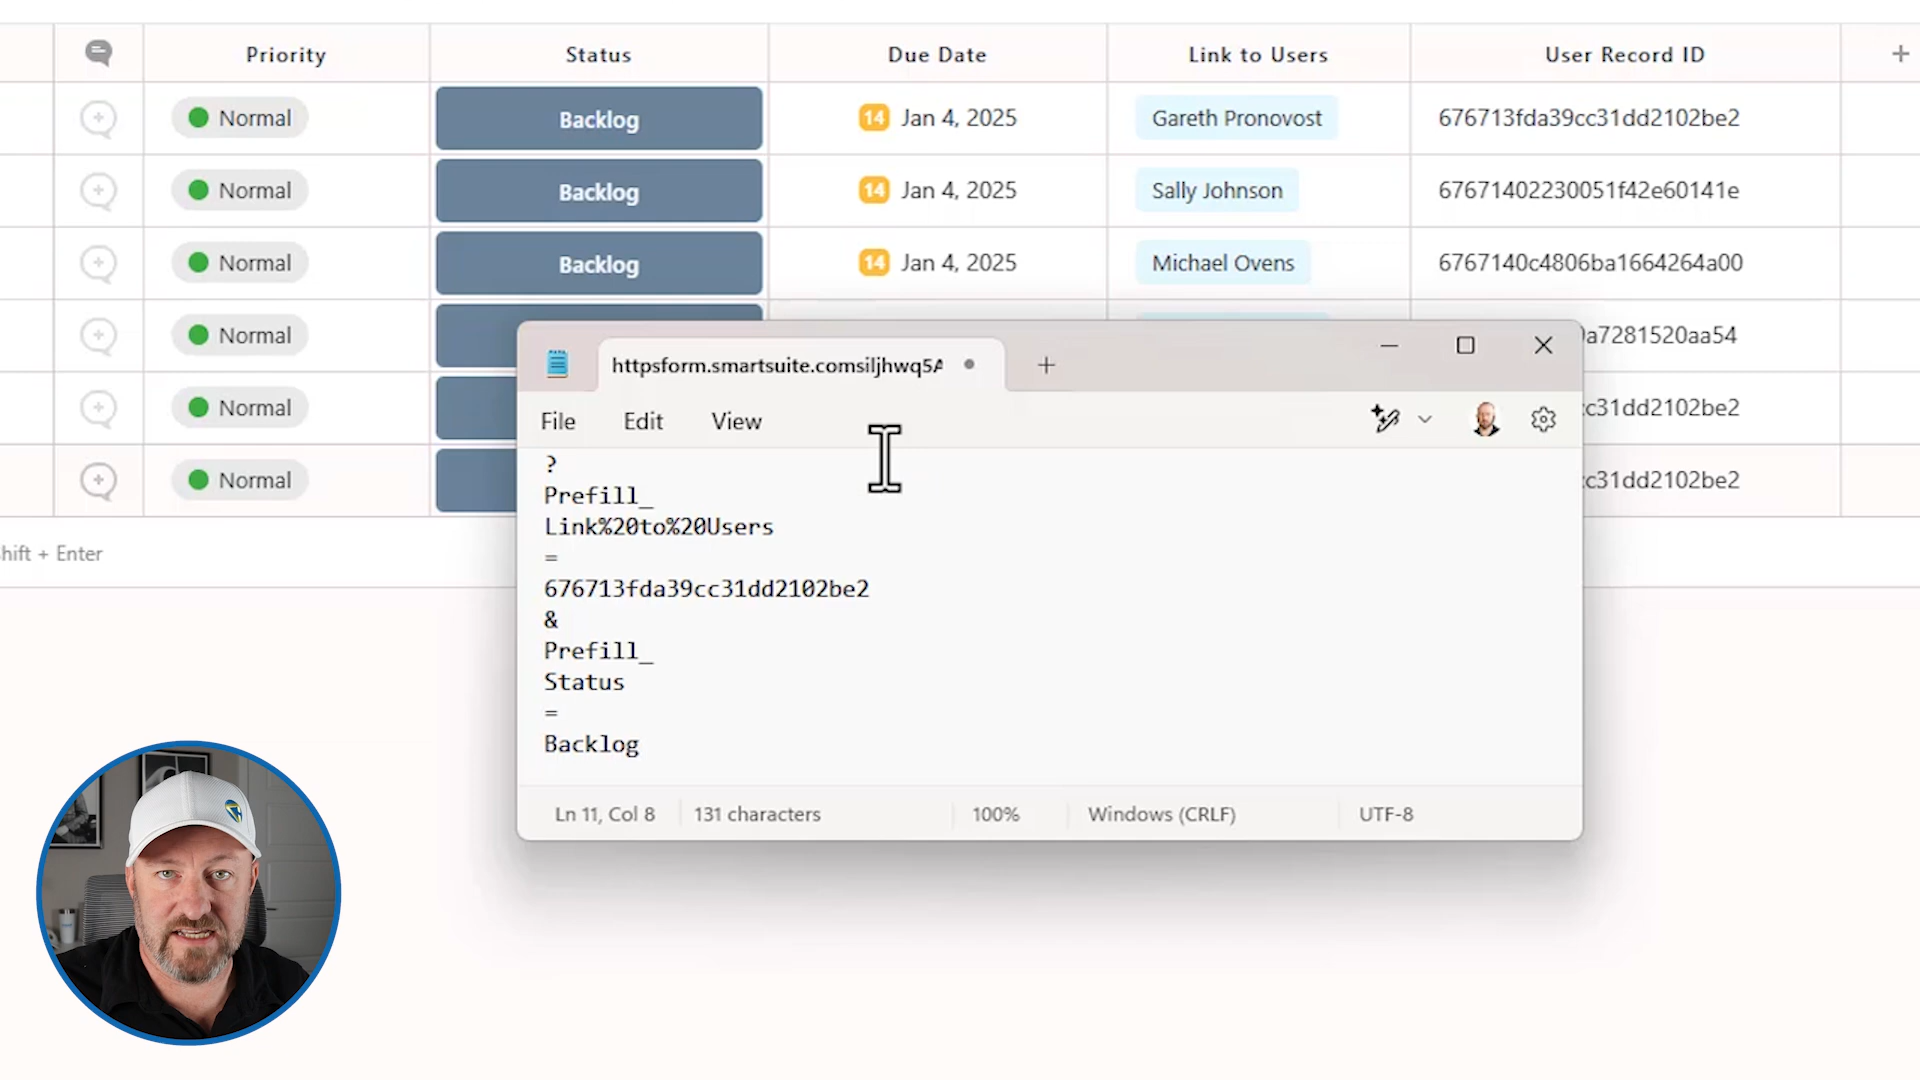 Priority Status Due Date Link to Users User Record ID +
Normal Backlog 14 Jan 4, 2025 Gareth Pronovost 676713fda39cc31dd2102be2
Normal Backlog 14 Jan 4, 2025 Sally Johnson 67671402230051f42e60141e
Normal Backlog 14 Jan 4, 2025 Michael Ovens 6767140c4806ba1664264a00
Normal a7281520aa54
Normal c31dd2102be2
Normal c31dd2102be2
hift + Enter
httpsform.smartsuite.comsiljhwq5A
File Edit View
?
Prefill_
Link%20to%20Users
=
676713fda39cc31dd2102be2
&
Prefill_
Status
=
Backlog
Ln 11, Col 8 131 characters 100% Windows (CRLF) UTF-8